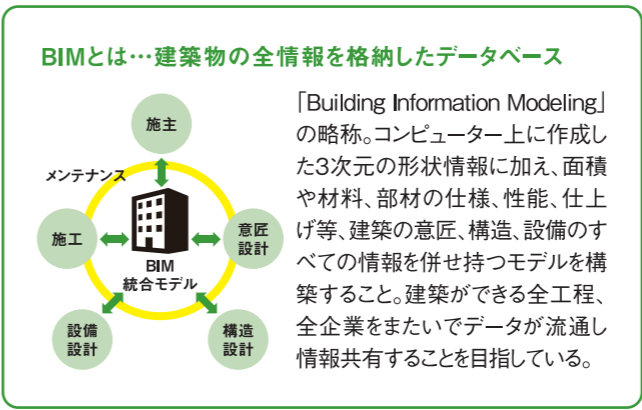 BIMとは…建築物の全情報を格納したデータベース
施主
メンテナンス
施工
意匠
設計
BIM
統合モデル
設備
設計
構造
設計
「Building Information Modeling」
の略称。コンピューター上に作成し
た3次元の形状情報に加え、面積
や材料、部材の仕様、性能、仕上
げ等、建築の意匠、構造、設備のす
べての情報を併せ持つモデルを構
築すること。建築ができる全工程、
全企業をまたいでデータが流通し
情報共有することを目指している。